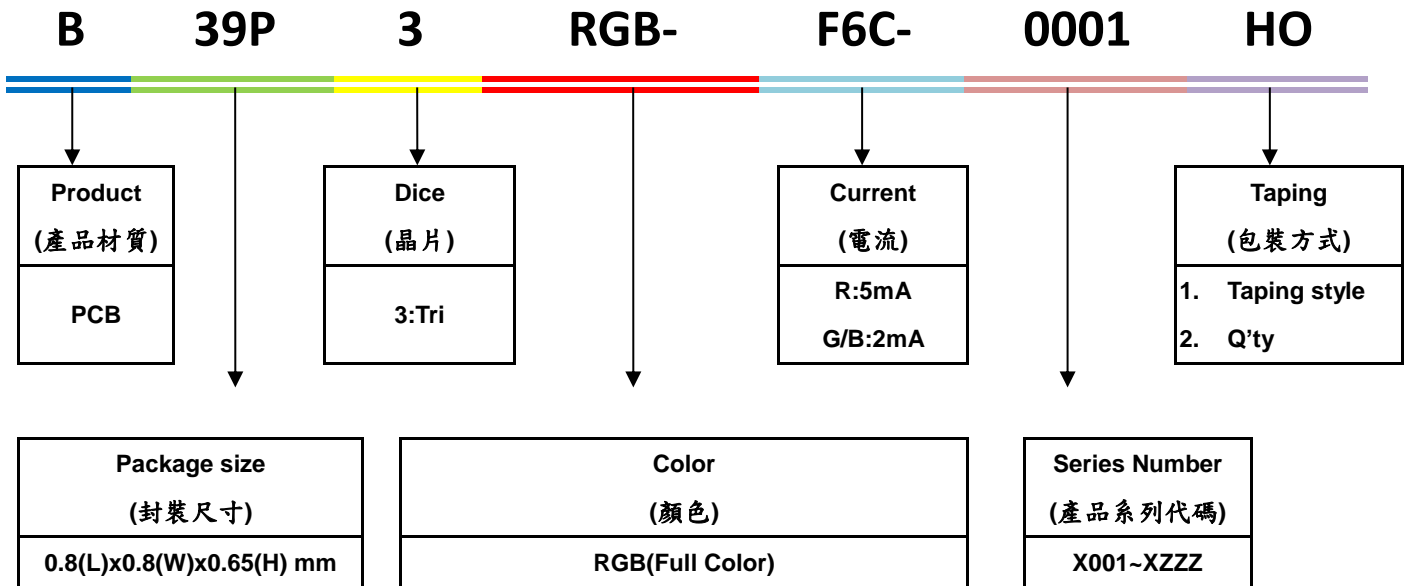 B 39P 3 RGB- F6C- 0001 HO
Product
(產品材質)
PCB
Dice
(晶片)
3:Tri
Current
(電流)
R:5mA
G/B:2mA
Taping
(包裝方式)
1. Taping style
2. Q’ty
Package size
(封裝尺寸)
0.8(L)x0.8(W)x0.65(H) mm
Color
(顏色)
RGB(Full Color)
Series Number
(產品系列代碼)
X001~XZZZ